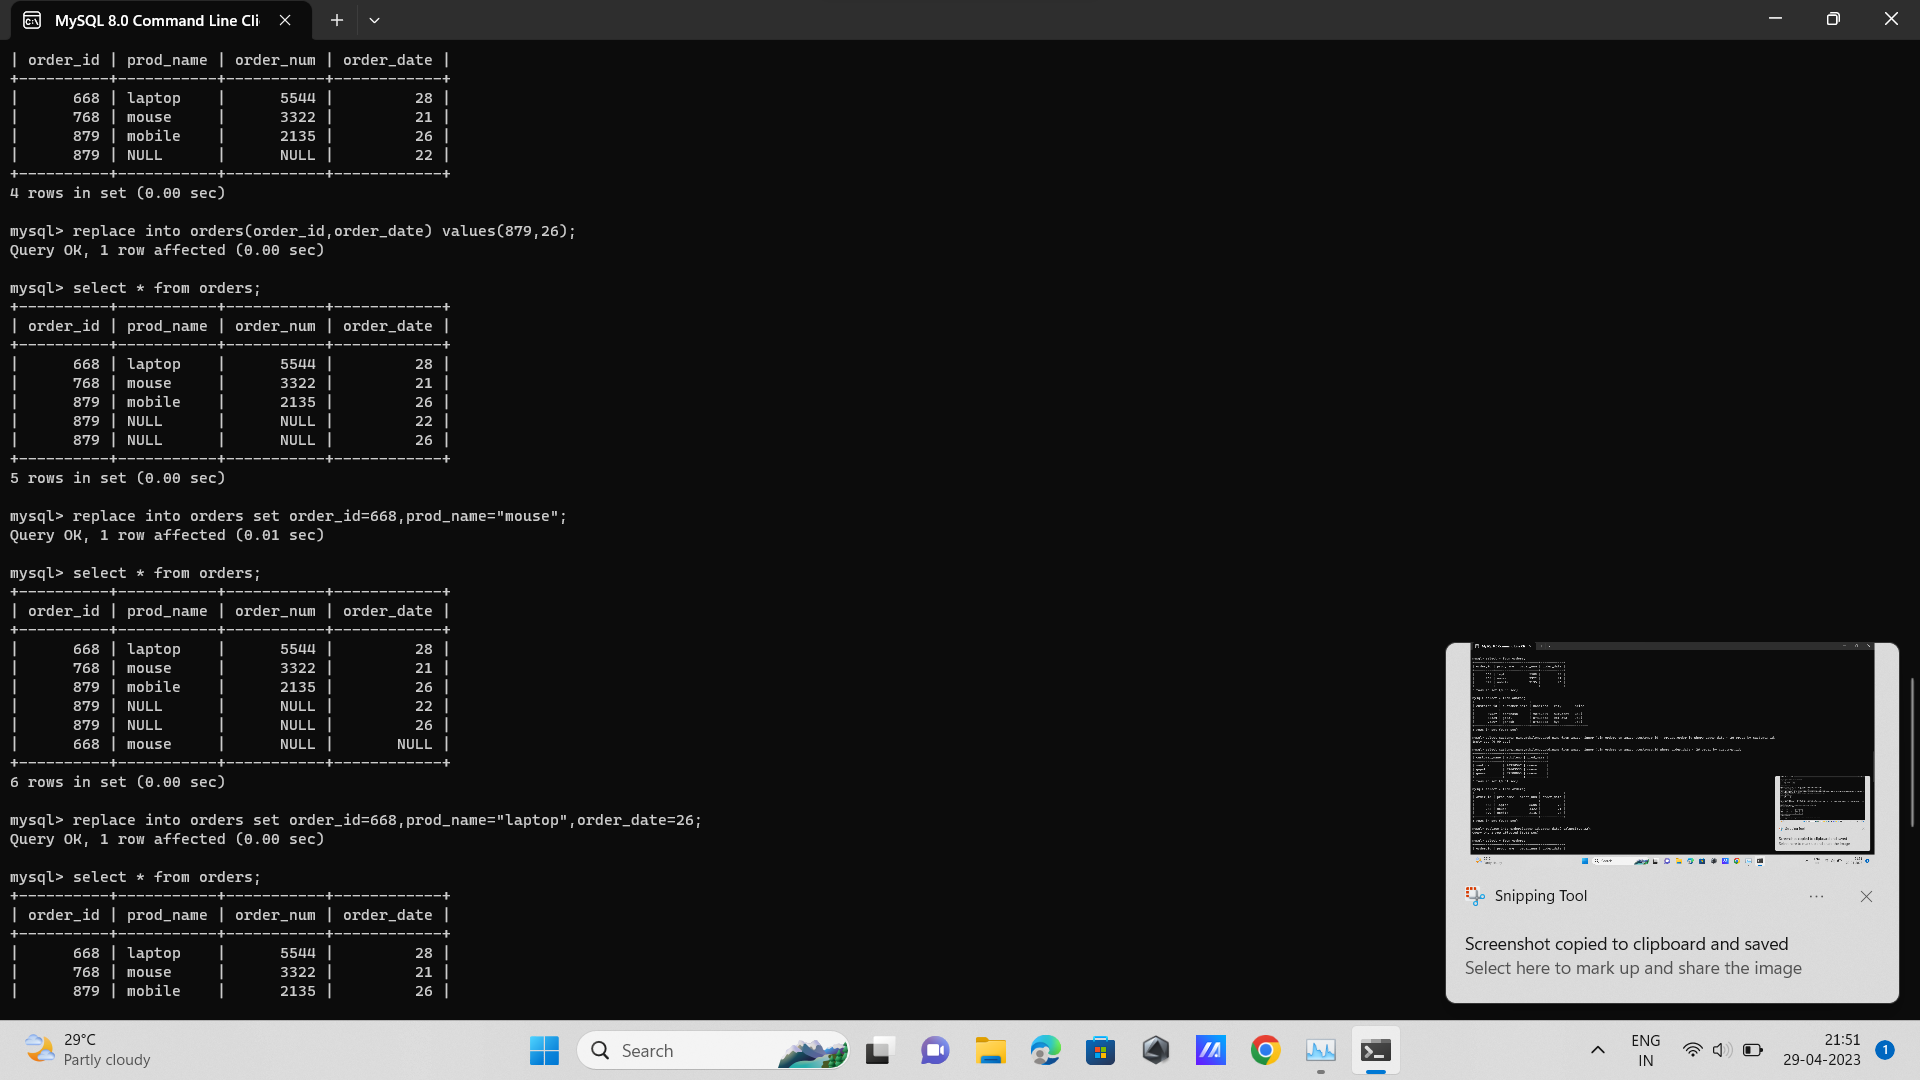 MySQL 8.0 Command Line Cli
| order_id | prod_name | order_num | order_date |
+----------+-----------+-----------+------------+
| 668 | laptop | 5544 | 28 |
| 768 | mouse | 3322 | 21 |
| 879 | mobile | 2135 | 26 |
| 879 | NULL | NULL | 22 |
+----------+-----------+-----------+------------+
4 rows in set (0.00 sec)
mysql> replace into orders(order_id,order_date) values(879,26);
Query OK, 1 row affected (0.00 sec)
mysql> select * from orders;
+----------+-----------+-----------+------------+
| order_id | prod_name | order_num | order_date |
+----------+-----------+-----------+------------+
| 668 | laptop | 5544 | 28 |
| 768 | mouse | 3322 | 21 |
| 879 | mobile | 2135 | 26 |
| 879 | NULL | NULL | 22 |
| 879 | NULL | NULL | 26 |
+----------+-----------+-----------+------------+
5 rows in set (0.00 sec)
mysql> replace into orders set order_id=668,prod_name="mouse";
Query OK, 1 row affected (0.01 sec)
mysql> select * from orders;
+----------+-----------+-----------+------------+
| order_id | prod_name | order_num | order_date |
+----------+-----------+-----------+------------+
| 668 | laptop | 5544 | 28 |
| 768 | mouse | 3322 | 21 |
| 879 | mobile | 2135 | 26 |
| 879 | NULL | NULL | 22 |
| 879 | NULL | NULL | 26 |
| 668 | mouse | NULL | NULL |
+----------+-----------+-----------+------------+
6 rows in set (0.00 sec)
mysql> replace into orders set order_id=668,prod_name="laptop",order_date=26;
Query OK, 1 row affected (0.00 sec)
mysql> select * from orders;
+----------+-----------+-----------+------------+
| order_id | prod_name | order_num | order_date |
+----------+-----------+-----------+------------+
| 668 | laptop | 5544 | 28 |
| 768 | mouse | 3322 | 21 |
| 879 | mobile | 2135 | 26 |
Snipping Tool
Screenshot copied to clipboard and saved
Select here to mark up and share the image
29°C
Partly cloudy
Search
ENG
IN
21:51
29-04-2023
1